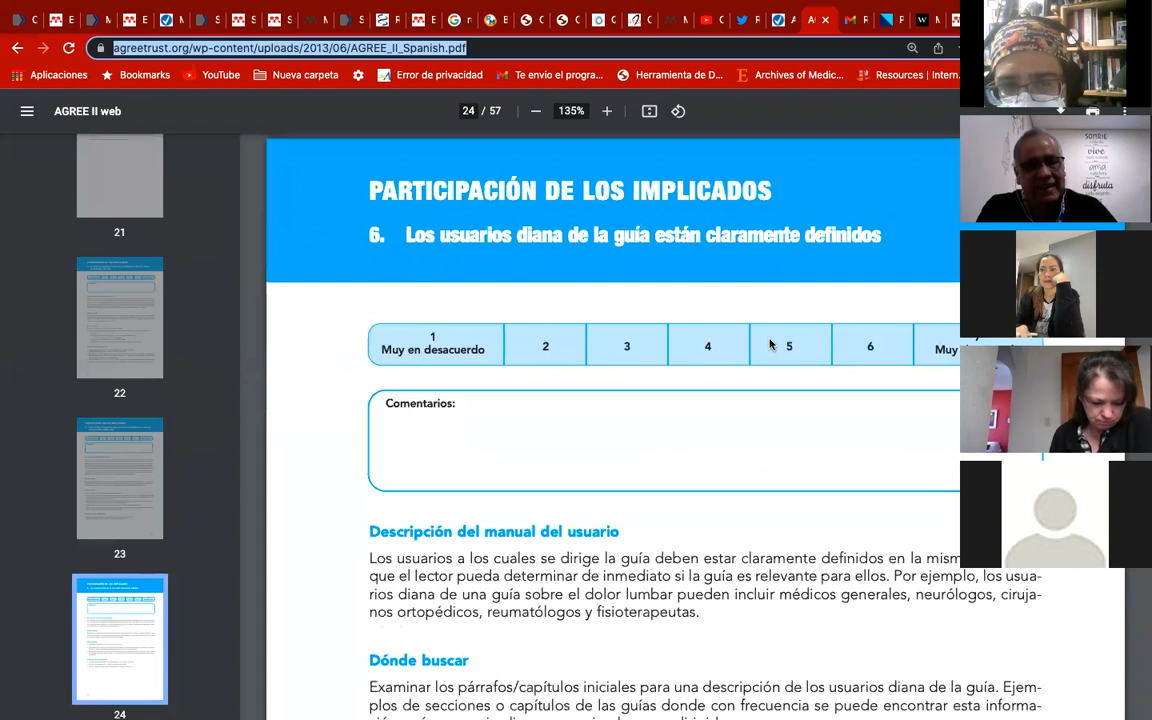 agreetrust.org/wp-content/uploads/2013/06/AGREE_II_Spanish.pdf
Aplicaciones
Bookmarks
YouTube
Nueva carpeta
Error de privacidad
Te envio el progra...
Herramienta de D...
Archives of Medic...
Resources | Intern...
AGREE II web
24 / 57
135%
SONRIE
vive
ama
disfruta
21
22
23
24
PARTICIPACIÓN DE LOS IMPLICADOS
6. Los usuarios diana de la guía están claramente definidos
1
Muy en desacuerdo
2
3
4
5
6
Muy
Comentarios:
Descripción del manual del usuario
Los usuarios a los cuales se dirige la guía deben estar claramente definidos en la mism
que el lector pueda determinar de inmediato si la guía es relevante para ellos. Por ejemplo, los usua-
rios diana de una guía sobre el dolor lumbar pueden incluir médicos generales, neurólogos, ciruja-
nos ortopédicos, reumatólogos y fisioterapeutas.
Dónde buscar
Examinar los párrafos/capítulos iniciales para una descripción de los usuarios diana de la guía. Ejem-
plos de secciones o capítulos de las guías donde con frecuencia se puede encontrar esta informa-